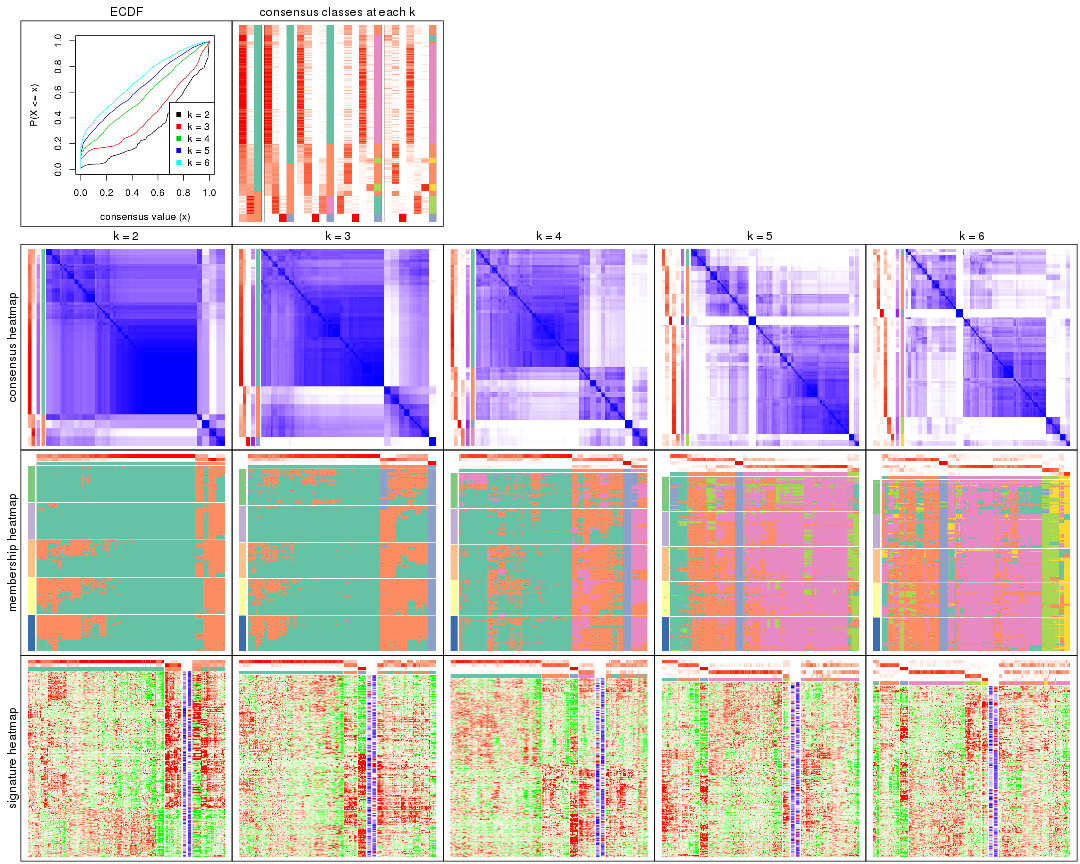 ECDF
consensus classes at each k
P(X <= x)
0.0 0.2 0.4 0.6 0.8 1.0
k = 2
k = 3
k = 4
k = 5
k = 6
0.0 0.2 0.4 0.6 0.8 1.0
consensus value (x)
k = 2 k = 3 k = 4 k = 5 k = 6
consensus heatmap
membership heatmap
signature heatmap